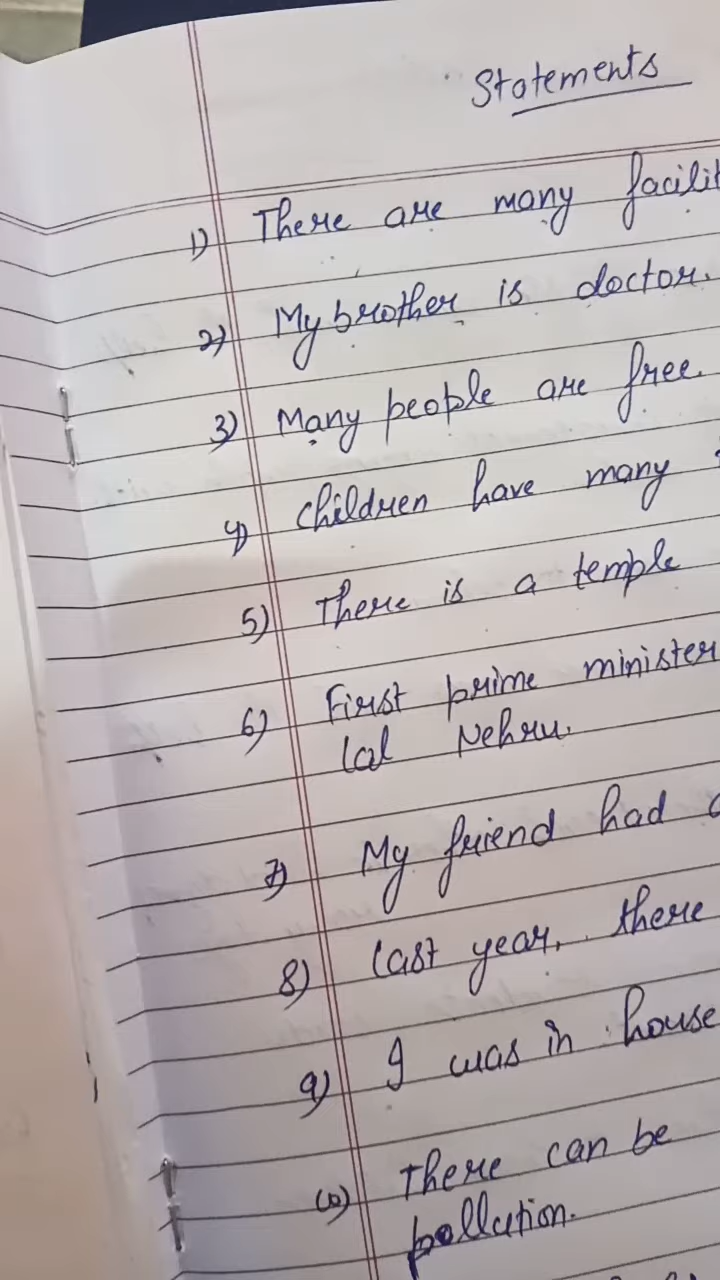 Statements
1) There are many facilit
2) My brother is doctor.
3) Many people are free.
4) children have many
5) There is a temple
6) First prime minister
lal Nehru.
7) My friend had
8) last year, there
9) I was in house
10) There can be
pollution.